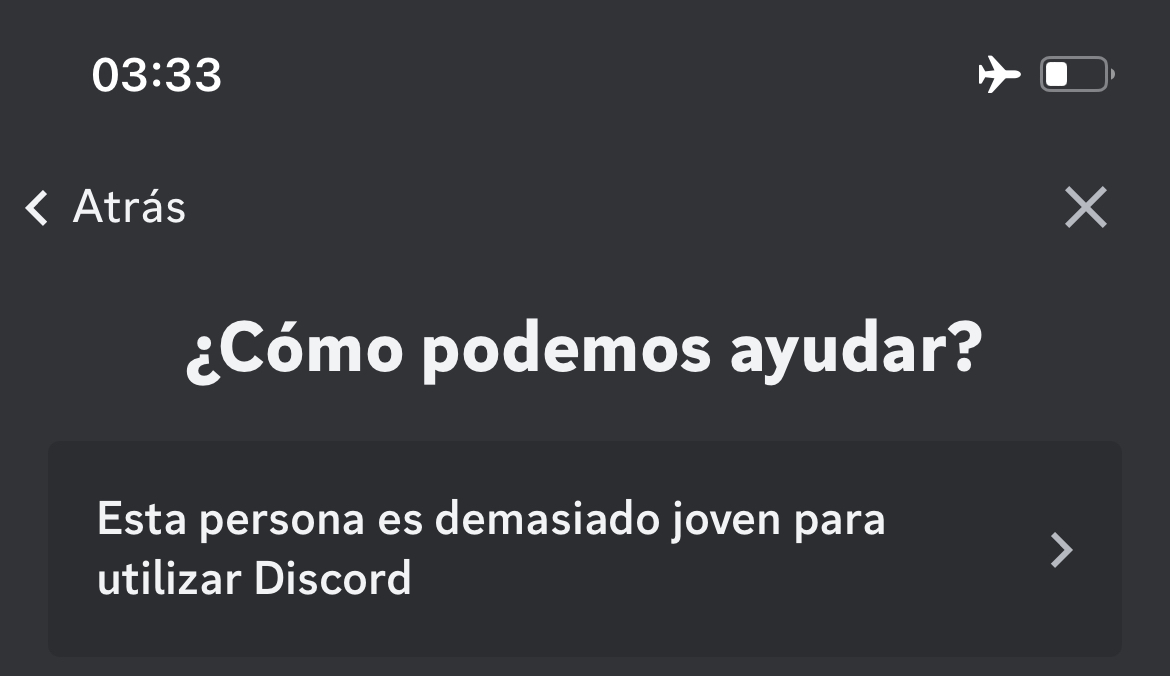 03:33
Atrás
¿Cómo podemos ayudar?
Esta persona es demasiado joven para
utilizar Discord